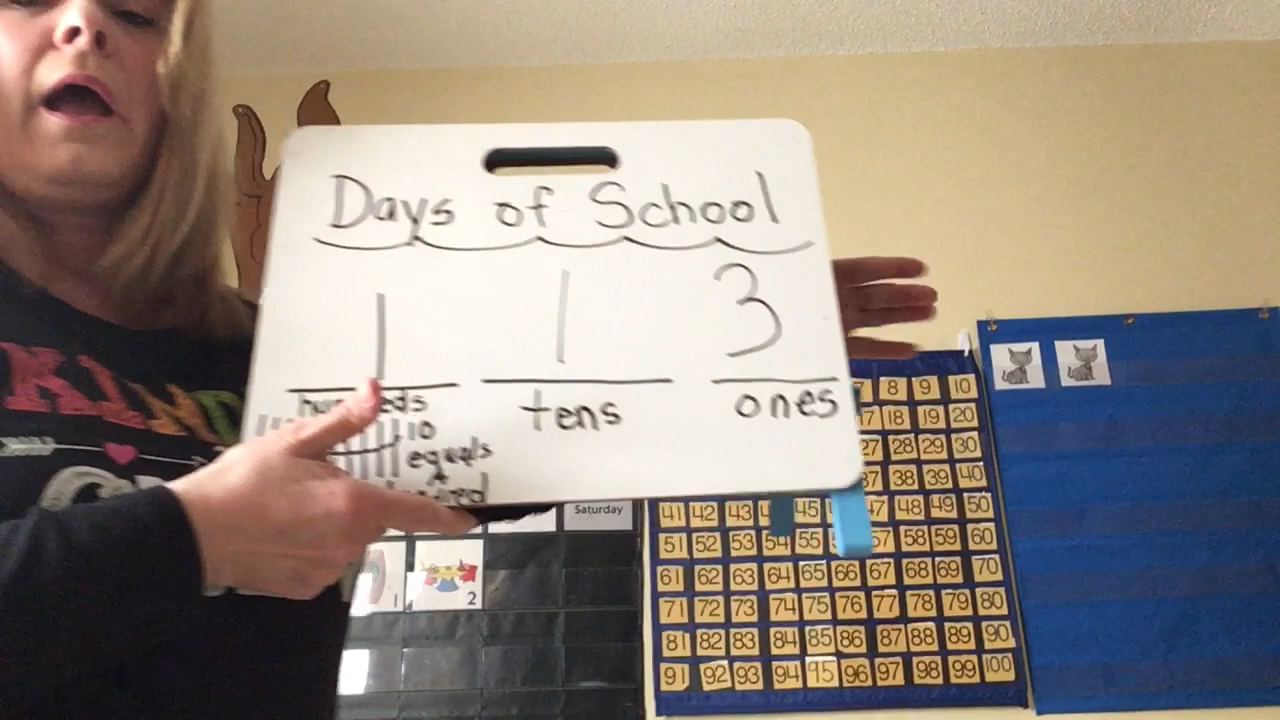 Days of School
1 1 3
tens
ones
10
equals
a
Saturday
KIND
1
2
7 8 9 10
17 18 19 20
27 28 29 30
37 38 39 40
41 42 43 45 47 48 49 50
51 52 53 54 55 57 58 59 60
61 62 63 64 65 66 67 68 69 70
71 72 73 74 75 76 77 78 79 80
81 82 83 84 85 86 87 88 89 90
91 92 93 94 95 96 97 98 99 100